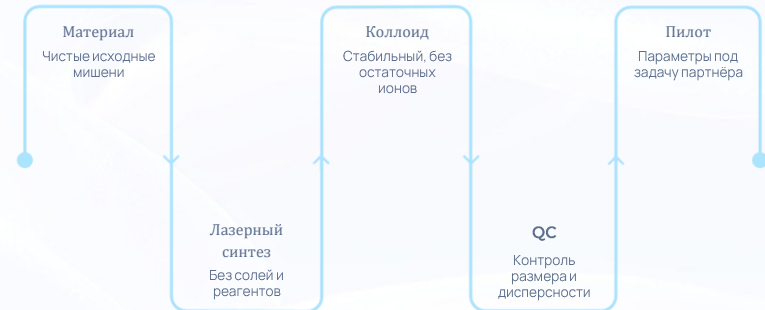 Материал
Чистые исходные
мишени
Лазерный
синтез
Без солей и
реагентов
Коллоид
Стабильный, без
остаточных
ионов
QC
Контроль
размера и
дисперсности
Пилот
Параметры под
задачу партнёра